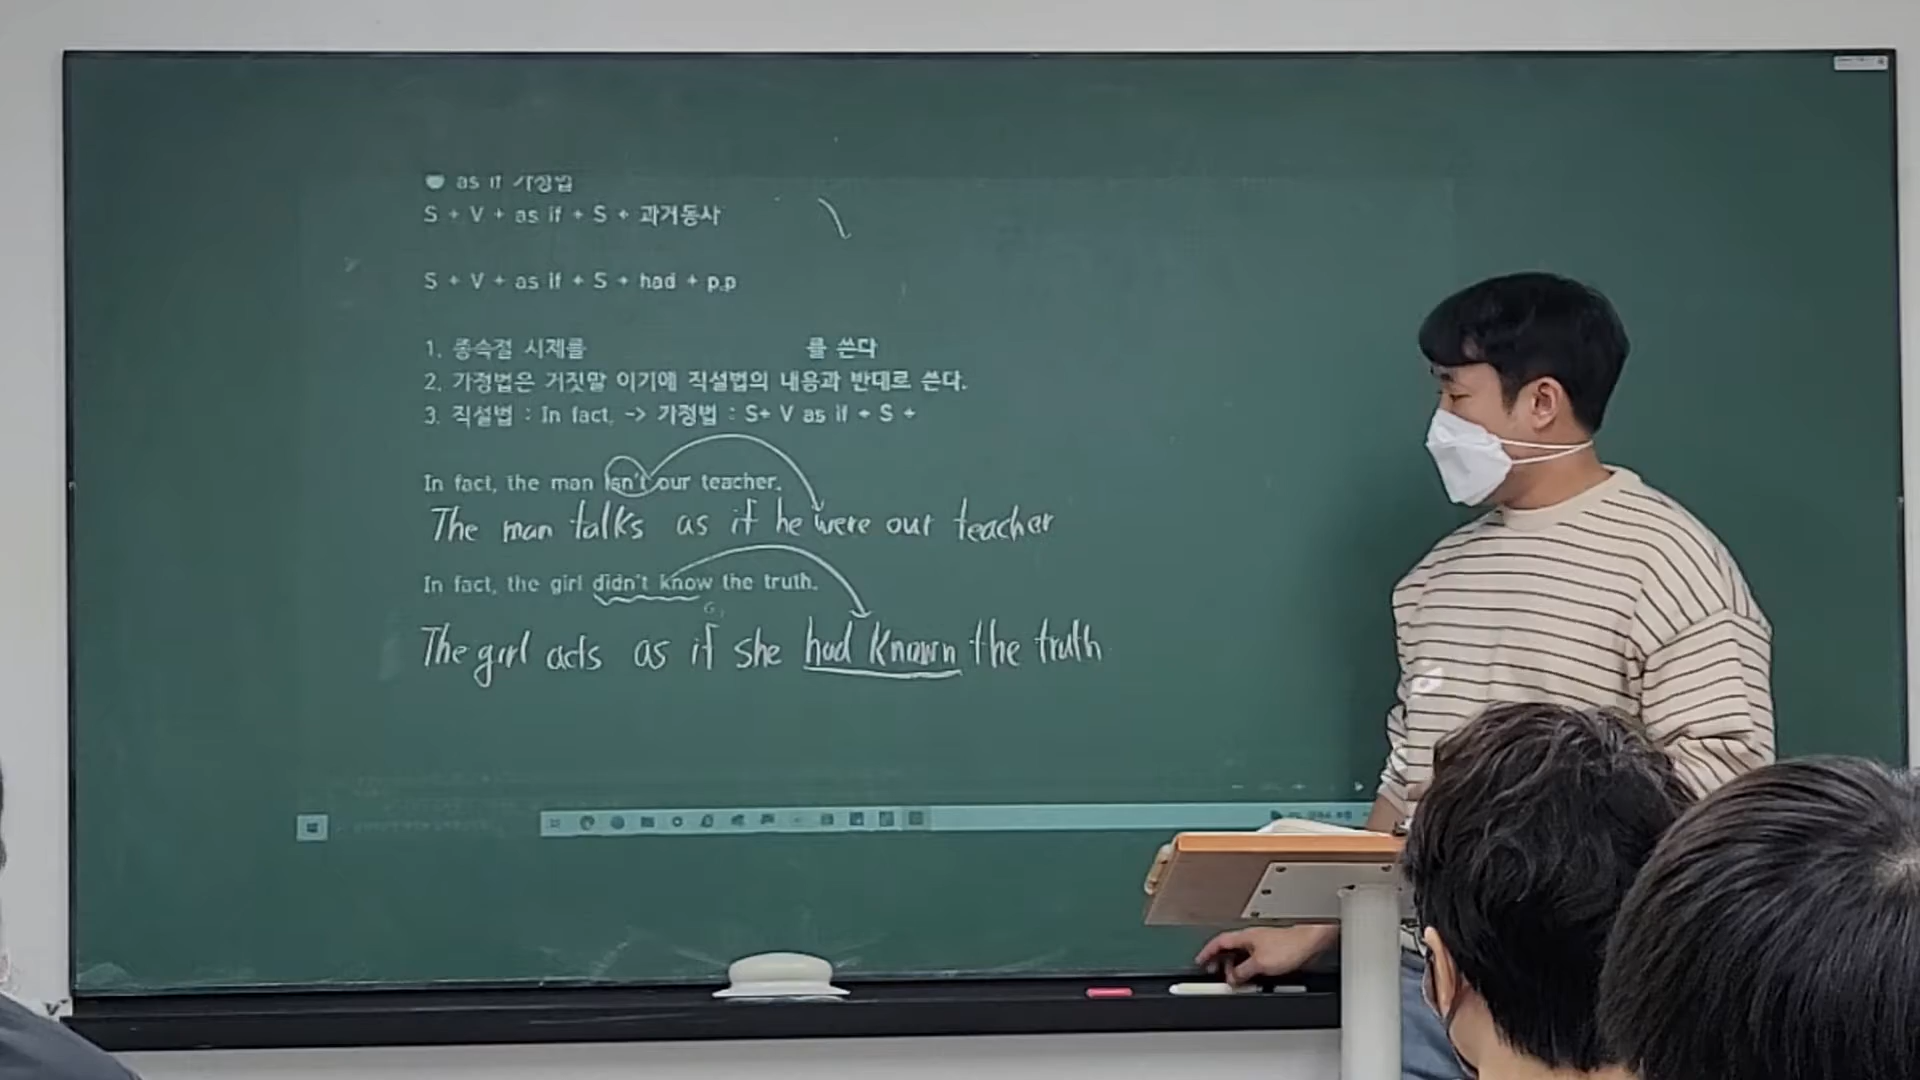 as if 가정법
S + V + as if + S + 과거동사
S + V + as if + S + had + p.p
1. 종속절 시제를 를 쓴다
2. 가정법은 거짓말 이기에 직설법의 내용과 반대로 쓴다.
3. 직설법 : In fact, -> 가정법 : S+ V as if + S +
In fact, the man isn't our teacher.
The man talks as if he were our teacher
In fact, the girl didn't know the truth.
The girl acts as if she had known the truth